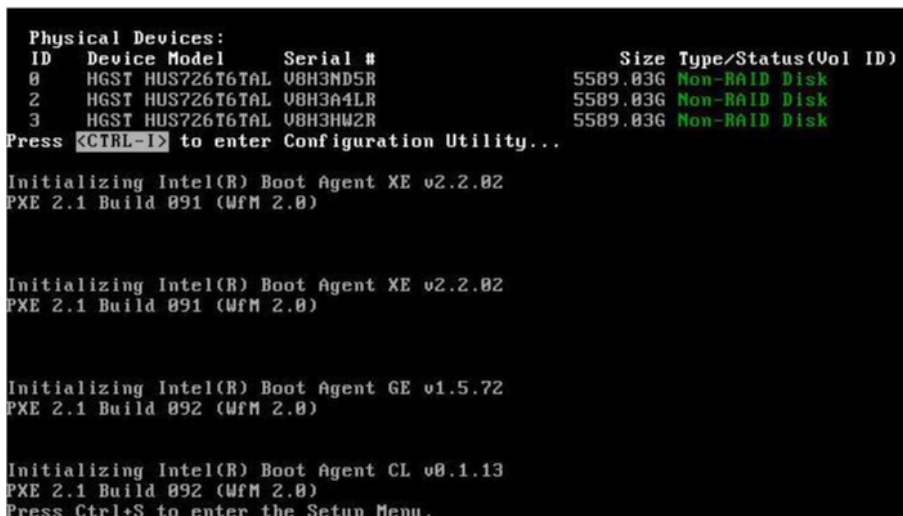 Physical Devices:
ID Device Model Serial # Size Type/Status(Vol ID)
0 HGST HUS726T6TAL V8H3ND5R 5589.03G Non-RAID Disk
2 HGST HUS726T6TAL V8H3A4LR 5589.03G Non-RAID Disk
3 HGST HUS726T6TAL V8H3HW2R 5589.03G Non-RAID Disk
Press <CTRL-I> to enter Configuration Utility...
Initializing Intel(R) Boot Agent XE v2.2.02
PXE 2.1 Build 091 (WfM 2.0)
Initializing Intel(R) Boot Agent XE v2.2.02
PXE 2.1 Build 091 (WfM 2.0)
Initializing Intel(R) Boot Agent GE v1.5.72
PXE 2.1 Build 092 (WfM 2.0)
Initializing Intel(R) Boot Agent CL v0.1.13
PXE 2.1 Build 092 (WfM 2.0)
Press Ctrl+S to enter the Setup Menu.